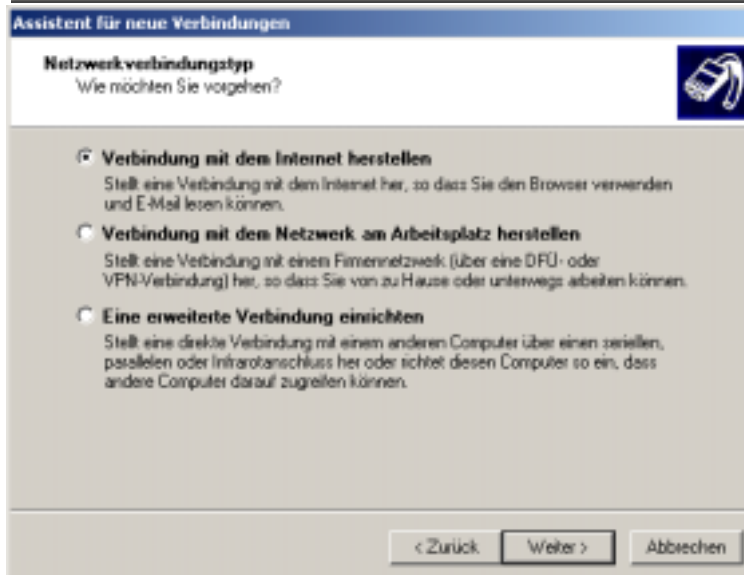 Assistent für neue Verbindungen
Netzwerkverbindungstyp
Wie möchten Sie vorgehen?
Verbindung mit dem Internet herstellen
Stellt eine Verbindung mit dem Internet her, so dass Sie den Browser verwenden
und E-Mail lesen können.
Verbindung mit dem Netzwerk am Arbeitsplatz herstellen
Stellt eine Verbindung mit einem Firmennetzwerk (über eine DFÜ- oder
VPN-Verbindung) her, so dass Sie von zu Hause oder unterwegs arbeiten können.
Eine erweiterte Verbindung einrichten
Stellt eine direkte Verbindung mit einem anderen Computer über einen seriellen,
parallelen oder Infrarotanschluss her oder richtet diesen Computer so ein, dass
andere Computer darauf zugreifen können.
< Zurück Weiter > Abbrechen